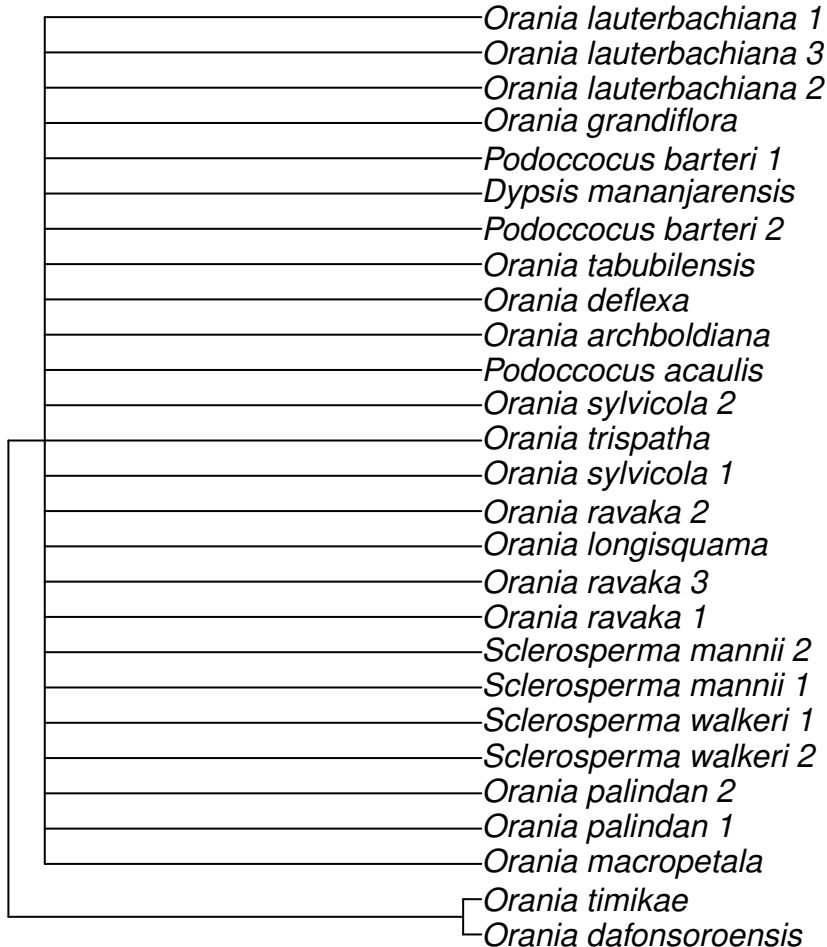 Orania lauterbachiana 1
Orania lauterbachiana 3
Orania lauterbachiana 2
Orania grandiflora
Podoccocus barteri 1
Dypsis mananjarensis
Podoccocus barteri 2
Orania tabubilensis
Orania deflexa
Orania archboldiana
Podoccocus acaulis
Orania sylvicola 2
Orania trispatha
Orania sylvicola 1
Orania ravaka 2
Orania longisquama
Orania ravaka 3
Orania ravaka 1
Sclerosperma mannii 2
Sclerosperma mannii 1
Sclerosperma walkeri 1
Sclerosperma walkeri 2
Orania palindan 2
Orania palindan 1
Orania macropetala
Orania timikae
Orania dafonsoroensis